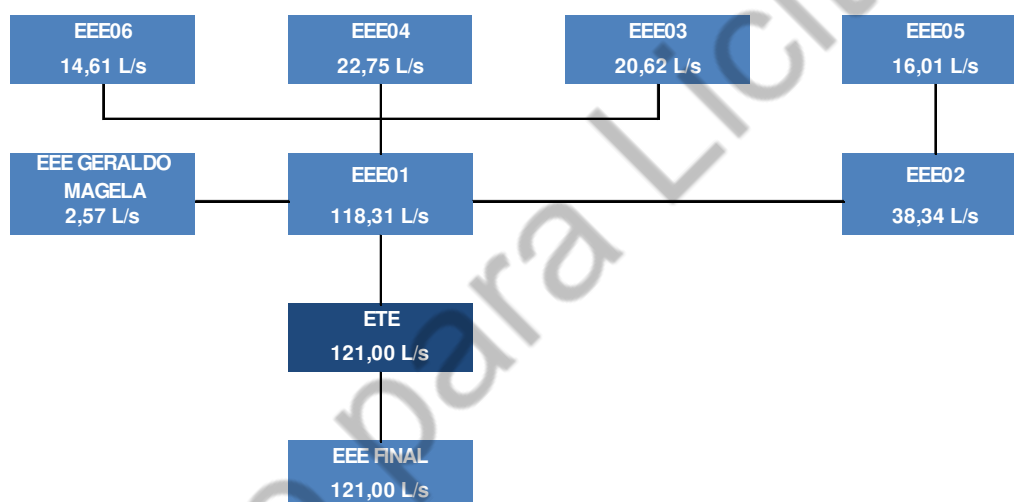 EEE06
14,61 L/s
EEE04
22,75 L/s
EEE03
20,62 L/s
EEE05
16,01 L/s
EEE GERALDO
MAGELA
2,57 L/s
EEE01
118,31 L/s
EEE02
38,34 L/s
ETE
121,00 L/s
EEE FINAL
121,00 L/s
para